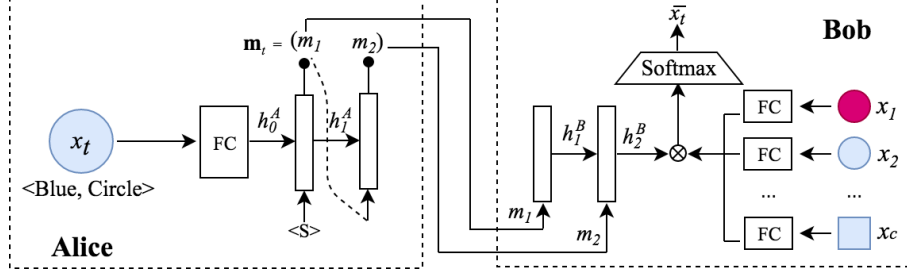 x̄_t
m_t = (m_1 m_2)
Bob
Softmax
x_t
FC
h_0^A
h_1^A
h_1^B
h_2^B
FC
x_1
FC
x_2
... ...
FC
x_c
<Blue, Circle>
<S>
m_1
m_2
Alice